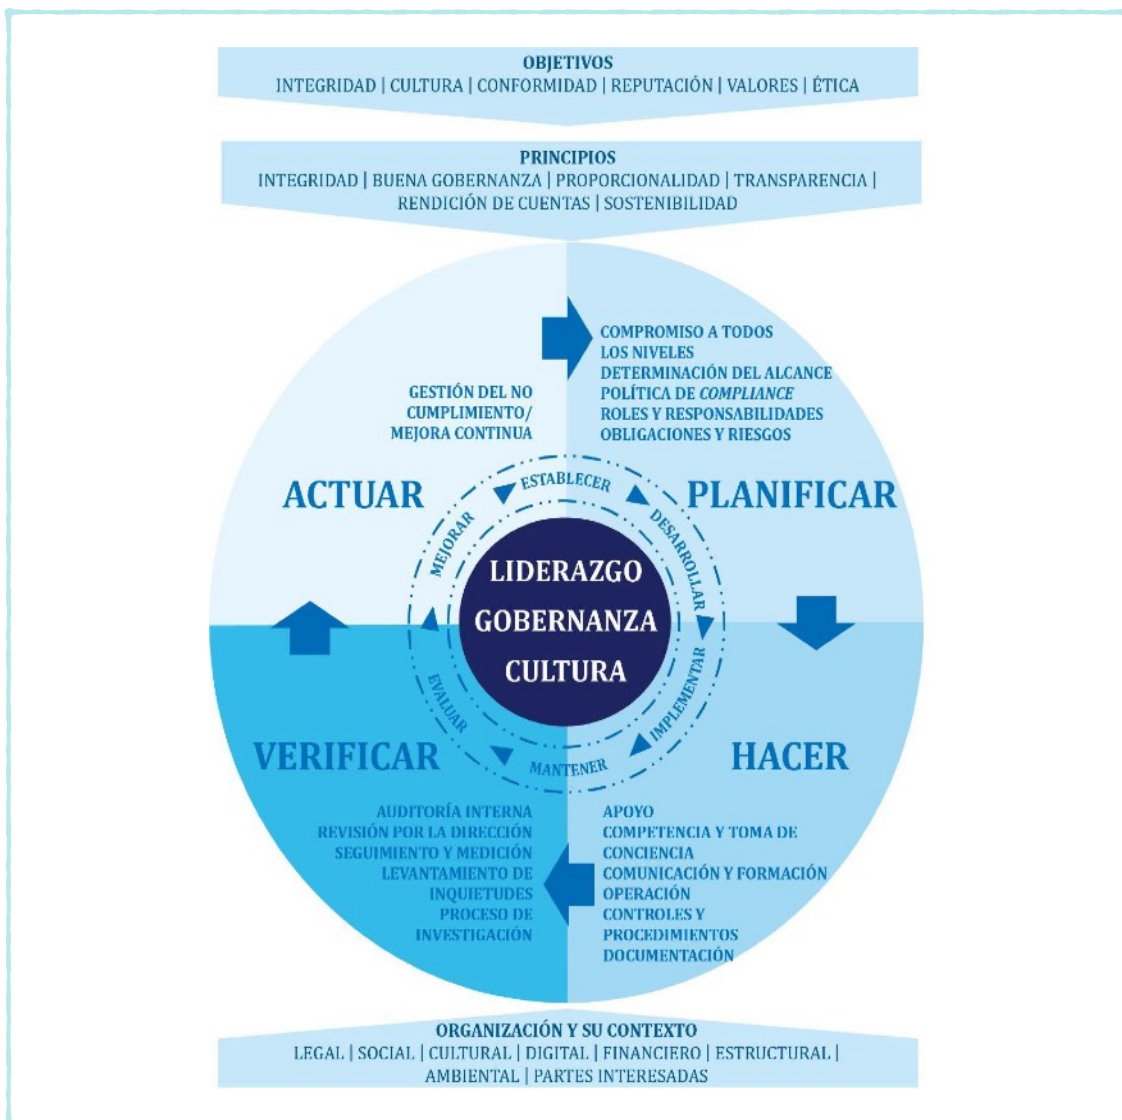 OBJETIVOS
INTEGRIDAD | CULTURA | CONFORMIDAD | REPUTACIÓN | VALORES | ÉTICA
PRINCIPIOS
INTEGRIDAD | BUENA GOBERNANZA | PROPORCIONALIDAD | TRANSPARENCIA |
RENDICIÓN DE CUENTAS | SOSTENIBILIDAD
GESTIÓN DEL NO
CUMPLIMIENTO/
MEJORA CONTINUA
ACTUAR
COMPROMISO A TODOS
LOS NIVELES
DETERMINACIÓN DEL ALCANCE
POLÍTICA DE COMPLIANCE
ROLES Y RESPONSABILIDADES
OBLIGACIONES Y RIESGOS
PLANIFICAR
ESTABLECER
DESARROLLAR
IMPLEMENTAR
MANTENER
EVALUAR
MEJORAR
LIDERAZGO
GOBERNANZA
CULTURA
VERIFICAR
AUDITORÍA INTERNA
REVISIÓN POR LA DIRECCIÓN
SEGUIMIENTO Y MEDICIÓN
LEVANTAMIENTO DE
INQUIETUDES
PROCESO DE
INVESTIGACIÓN
HACER
APOYO
COMPETENCIA Y TOMA DE
CONCIENCIA
COMUNICACIÓN Y FORMACIÓN
OPERACIÓN
CONTROLES Y
PROCEDIMIENTOS
DOCUMENTACIÓN
ORGANIZACIÓN Y SU CONTEXTO
LEGAL | SOCIAL | CULTURAL | DIGITAL | FINANCIERO | ESTRUCTURAL |
AMBIENTAL | PARTES INTERESADAS